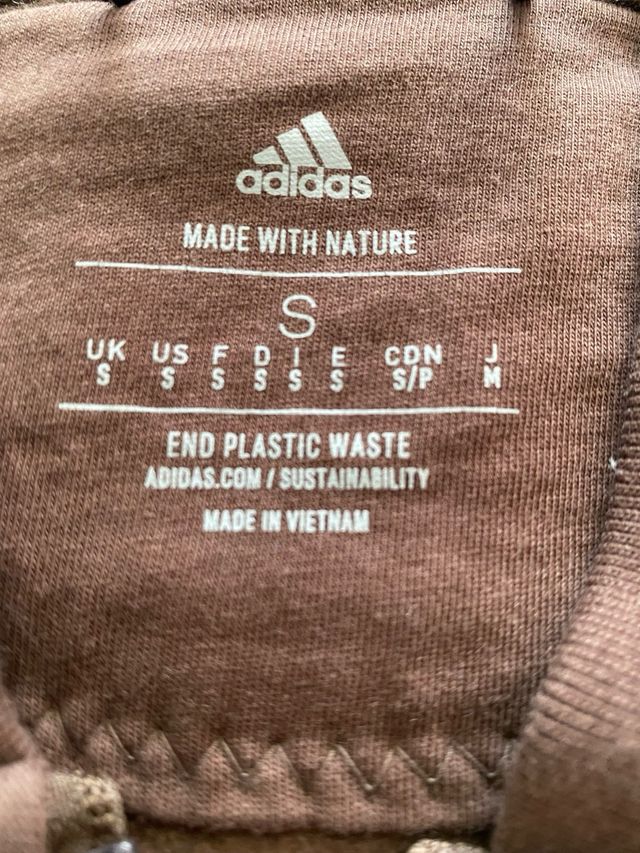 adidas
MADE WITH NATURE
S
UK US F D I E CDN J
S S S S S S S/P M
END PLASTIC WASTE
ADIDAS.COM / SUSTAINABILITY
MADE IN VIETNAM